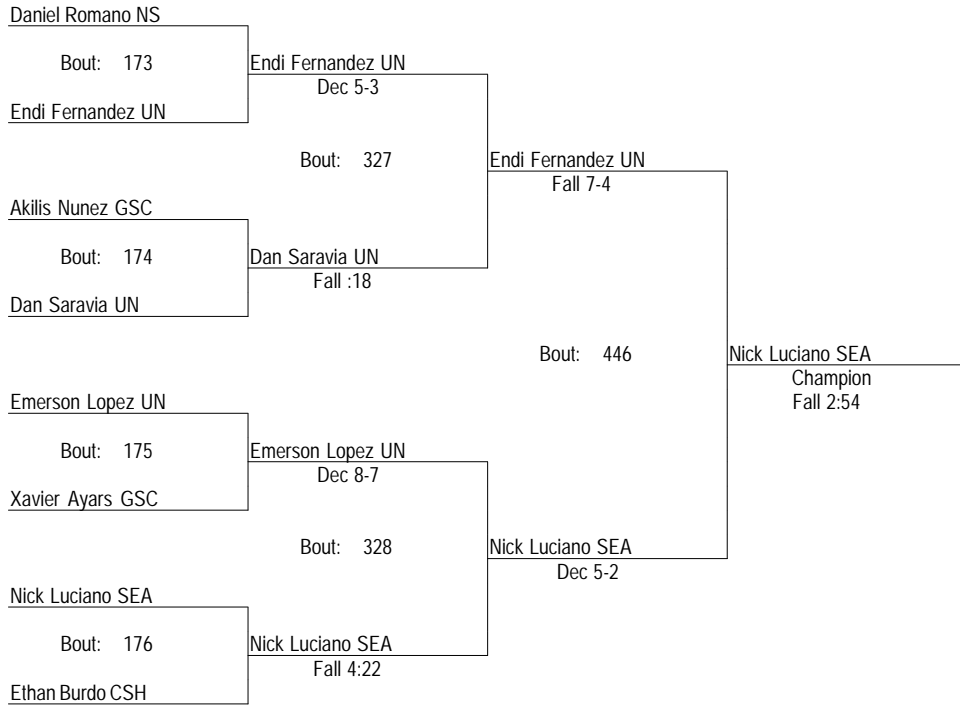 Daniel Romano NS
Bout: 173
Endi Fernandez UN
Dec 5-3
Endi Fernandez UN
Bout: 327
Endi Fernandez UN
Fall 7-4
Akilis Nunez GSC
Bout: 174
Dan Saravia UN
Fall :18
Dan Saravia UN
Bout: 446
Nick Luciano SEA
Champion
Fall 2:54
Emerson Lopez UN
Bout: 175
Emerson Lopez UN
Dec 8-7
Xavier Ayars GSC
Bout: 328
Nick Luciano SEA
Dec 5-2
Nick Luciano SEA
Bout: 176
Nick Luciano SEA
Fall 4:22
Ethan Burdo CSH